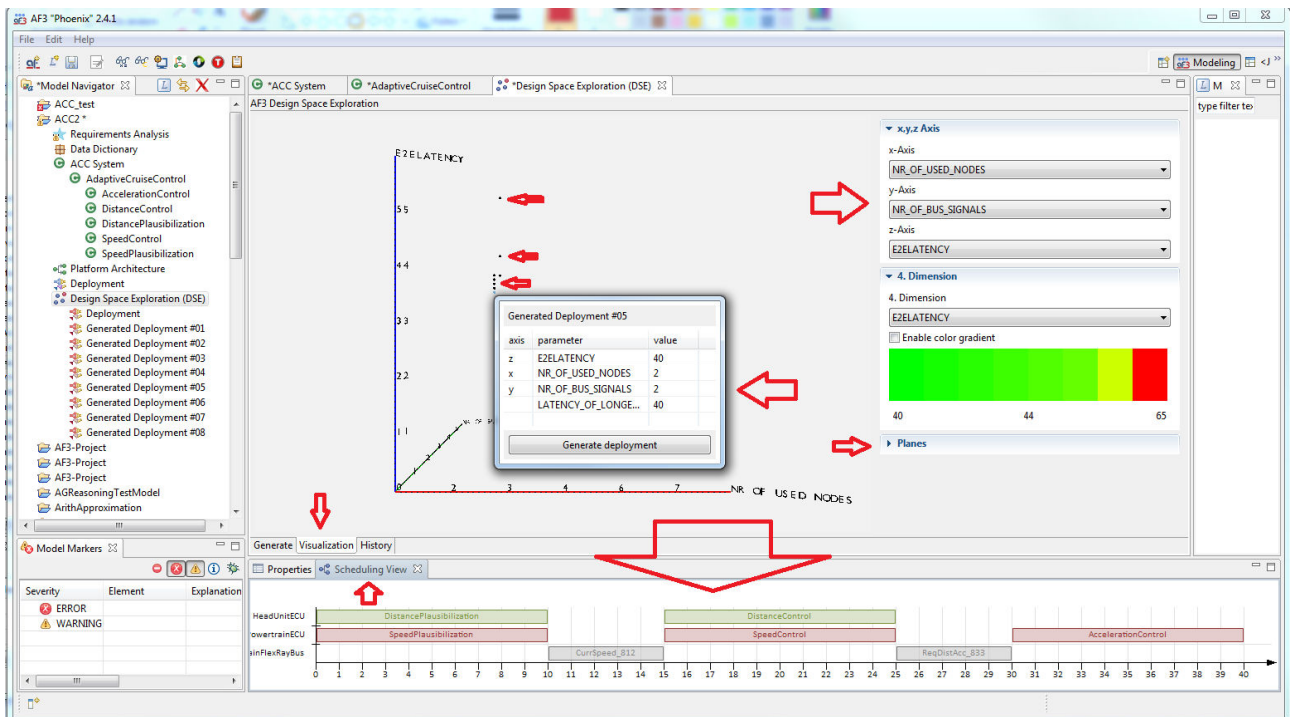 AF3 "Phoenix" 2.4.1
File Edit Help
Modeling
*Model Navigator
ACC_test
ACC2 *
Requirements Analysis
Data Dictionary
ACC System
AdaptiveCruiseControl
AccelerationControl
DistanceControl
DistancePlausibilization
SpeedControl
SpeedPlausibilization
Platform Architecture
Deployment
Design Space Exploration (DSE)
Deployment
Generated Deployment #01
Generated Deployment #02
Generated Deployment #03
Generated Deployment #04
Generated Deployment #05
Generated Deployment #06
Generated Deployment #07
Generated Deployment #08
AF3-Project
AF3-Project
AF3-Project
AGReasoningTestModel
ArithApproximation
*ACC System *AdaptiveCruiseControl *Design Space Exploration (DSE)
AF3 Design Space Exploration
E2ELATENCY
55
44
33
22
11
NR OF
0 2 3 4 6 7 NR OF USED NODES
Generated Deployment #05
axis parameter value
z E2ELATENCY 40
x NR_OF_USED_NODES 2
y NR_OF_BUS_SIGNALS 2
LATENCY_OF_LONGE... 40
Generate deployment
x,y,z Axis
x-Axis
NR_OF_USED_NODES
y-Axis
NR_OF_BUS_SIGNALS
z-Axis
E2ELATENCY
4. Dimension
4. Dimension
E2ELATENCY
Enable color gradient
40 44 65
Planes
M
type filter tex
Generate Visualization History
Model Markers
Severity Element Explanation
ERROR
WARNING
Properties Scheduling View
HeadUnitECU DistancePlausibilization DistanceControl
owertrainECU SpeedPlausibilization SpeedControl AccelerationControl
ainFlexRayBus CurrSpeed_812 ReqDistAcc_833
0 1 2 3 4 5 6 7 8 9 10 11 12 13 14 15 16 17 18 19 20 21 22 23 24 25 26 27 28 29 30 31 32 33 34 35 36 37 38 39 40